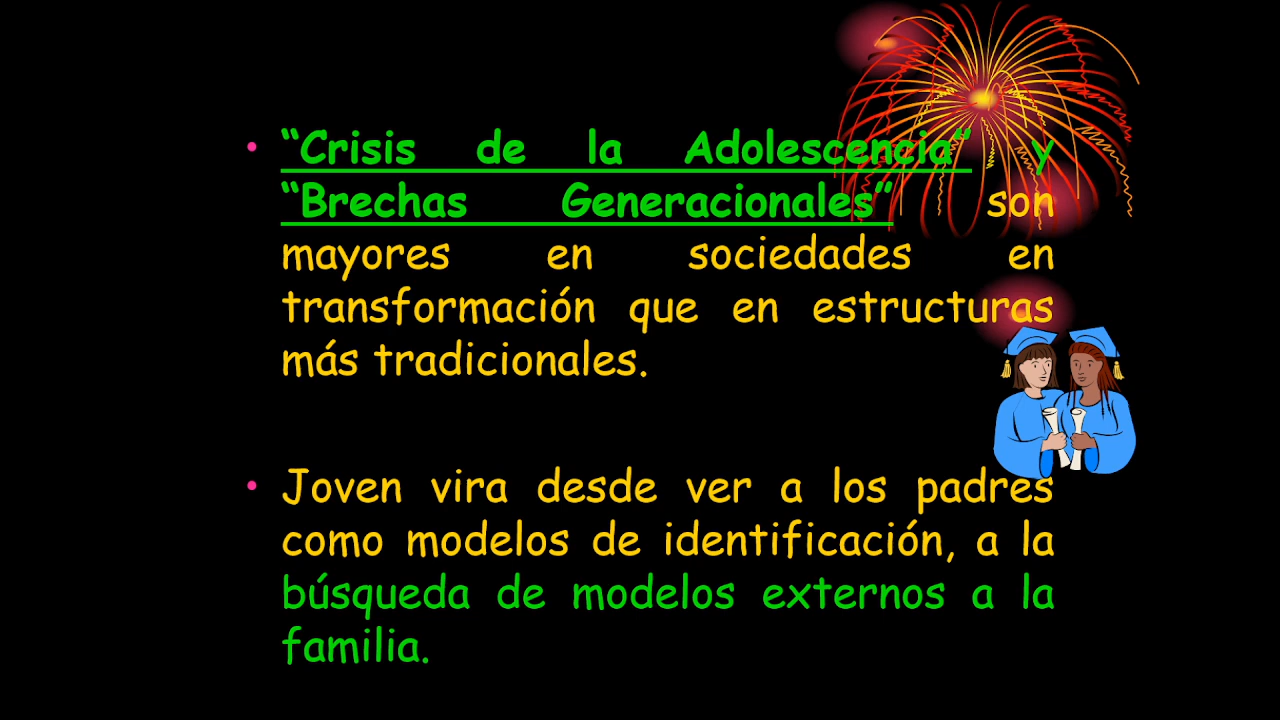 • “Crisis de la Adolescencia” y
“Brechas Generacionales” son
mayores en sociedades en
transformación que en estructuras
más tradicionales.
• Joven vira desde ver a los padres
como modelos de identificación, a la
búsqueda de modelos externos a la
familia.